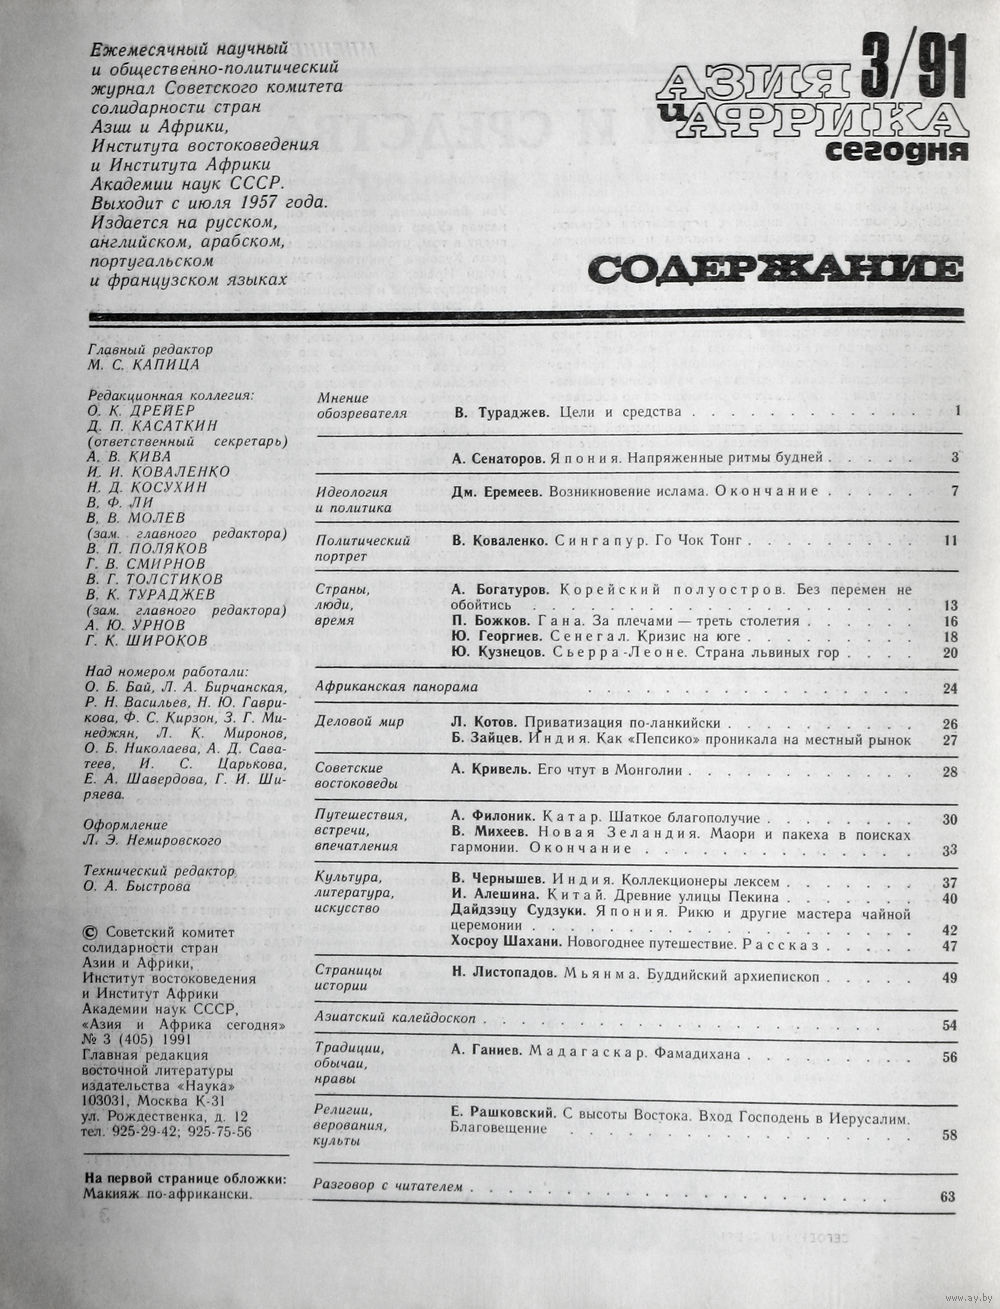 Ежемесячный научный
и общественно-политический
журнал Советского комитета
солидарности стран
Азии и Африки,
Института востоковедения
и Института Африки
Академии наук СССР.
Выходит с июля 1957 года.
Издается на русском,
английском, арабском,
португальском
и французском языках
3/91
АЗИЯ
и АФРИКА
сегодня
СОДЕРЖАНИЕ
Главный редактор
М. С. КАПИЦА
Редакционная коллегия:
О. К. ДРЕЙЕР
Д. П. КАСАТКИН
(ответственный секретарь)
А. В. КИВА
И. И. КОВАЛЕНКО
Н. Д. КОСУХИН
В. Ф. ЛИ
В. В. МОЛЕВ
(зам. главного редактора)
В. П. ПОЛЯКОВ
Г. В. СМИРНОВ
В. Г. ТОЛСТИКОВ
В. К. ТУРАДЖЕВ
(зам. главного редактора)
А. Ю. УРНОВ
Г. К. ШИРОКОВ
Над номером работали:
О. Б. Бай, Л. А. Бирчанская,
Р. Н. Васильев, Н. Ю. Гаври-
кова, Ф. С. Кирзон, З. Г. Ми-
неджян, Л. К. Миронов,
О. Б. Николаева, А. Д. Сава-
теев, И. С. Царькова,
Е. А. Шавердова, Г. И. Ши-
ряева.
Оформление
Л. Э. Немировского
Технический редактор
О. А. Быстрова
© Советский комитет
солидарности стран
Азии и Африки,
Институт востоковедения
и Институт Африки
Академии наук СССР,
«Азия и Африка сегодня»
№ 3 (405) 1991
Главная редакция
восточной литературы
издательства «Наука»
103031, Москва К-31
ул. Рождественка, д. 12
тел. 925-29-42; 925-75-56
На первой странице обложки:
Макияж по-африкански.
Мнение
обозревателя В. Тураджев. Цели и средства . . . . . . . . . . . . 1
А. Сенаторов. Япония. Напряженные ритмы будней . . . . . 3
Идеология Дм. Еремеев. Возникновение ислама. Окончание . . . . . 7
и политика
Политический В. Коваленко. Сингапур. Го Чок Тонг . . . . . . . . . 11
портрет
Страны, А. Богатуров. Корейский полуостров. Без перемен не
люди, обойтись . . . . . . . . . . . . . . . . . . . 13
время П. Божков. Гана. За плечами — треть столетия . . . . . . 16
Ю. Георгиев. Сенегал. Кризис на юге . . . . . . . . . 18
Ю. Кузнецов. Сьерра-Леоне. Страна львиных гор . . . . 20
Африканская панорама . . . . . . . . . . . . . . . . 24
Деловой мир Л. Котов. Приватизация по-ланкийски . . . . . . . . . . 26
Б. Зайцев. Индия. Как «Пепсико» проникала на местный рынок 27
Советские А. Кривель. Его чтут в Монголии . . . . . . . . . . . . 28
востоковеды
Путешествия, А. Филоник. Катар. Шаткое благополучие . . . . . . . . 30
встречи, В. Михеев. Новая Зеландия. Маори и пакеха в поисках
впечатления гармонии. Окончание . . . . . . . . . . . . . . 33
Культура, В. Чернышев. Индия. Коллекционеры лексем . . . . . . . 37
литература, И. Алешина. Китай. Древние улицы Пекина . . . . . . . 40
искусство Дайдзэцу Судзуки. Япония. Рикю и другие мастера чайной
церемонии . . . . . . . . . . . . . . . . . . . 42
Хосроу Шахани. Новогоднее путешествие. Рассказ . . . . . 47
Страницы Н. Листопадов. Мьянма. Буддийский архиепископ . . . . . 49
истории
Азиатский калейдоскоп . . . . . . . . . . . . . . . . . . . . 54
Традиции, А. Ганиев. Мадагаскар. Фамадихана . . . . . . . . . 56
обычаи,
нравы
Религии, Е. Рашковский. С высоты Востока. Вход Господень в Иерусалим.
верования, Благовещение . . . . . . . . . . . . . . . . . 58
культы
Разговор с читателем . . . . . . . . . . . . . . . . . . . 63
www.ay.by